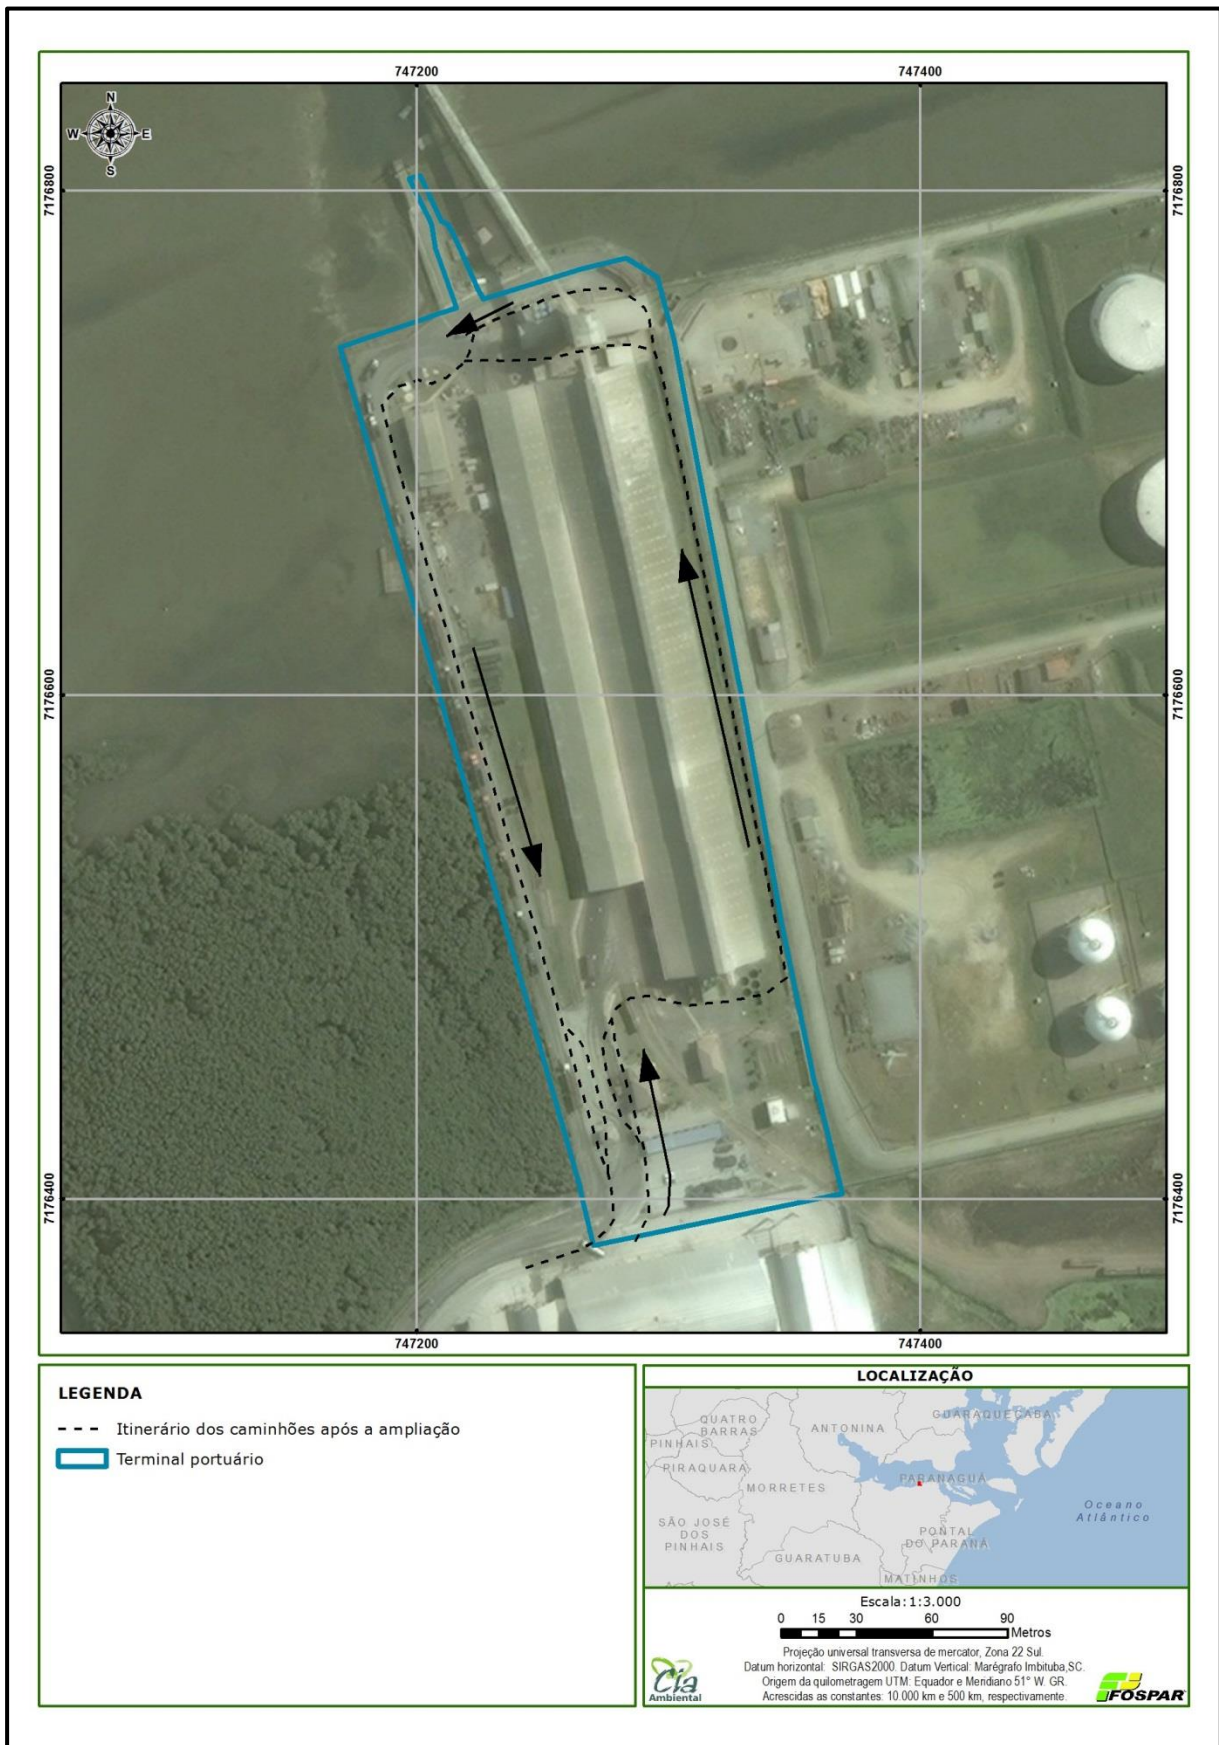 747200
747400
N
W
E
S
7176800
7176800
7176600
7176600
7176400
7176400
747200
747400
LEGENDA
Itinerário dos caminhões após a ampliação
Terminal portuário
LOCALIZAÇÃO
QUATRO
BARRAS
ANTONINA
GUARAQUEÇABA
PINHAIS
PIRAQUARA
MORRETES
PARANAGUÁ
SÃO JOSÉ
DOS
PINHAIS
Oceano
Atlântico
PONTAL
DO PARANÁ
GUARATUBA
MATINHOS
Escala: 1:3.000
0 15 30 60 90
Metros
Projeção universal transversa de mercator, Zona 22 Sul.
Datum horizontal: SIRGAS2000. Datum Vertical: Marégrafo Imbituba,SC.
Origem da quilometragem UTM: Equador e Meridiano 51° W. GR.
Acrescidas as constantes: 10.000 km e 500 km, respectivamente.
Cia
Ambiental
FOSPAR